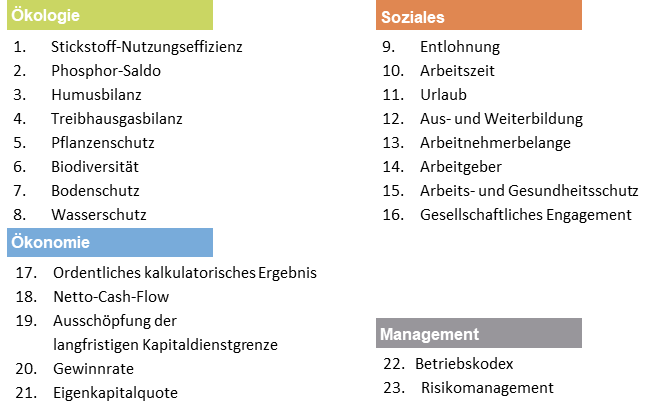 Ökologie
1. Stickstoff-Nutzungseffizienz
2. Phosphor-Saldo
3. Humusbilanz
4. Treibhausgasbilanz
5. Pflanzenschutz
6. Biodiversität
7. Bodenschutz
8. Wasserschutz
Soziales
9. Entlohnung
10. Arbeitszeit
11. Urlaub
12. Aus- und Weiterbildung
13. Arbeitnehmerbelange
14. Arbeitgeber
15. Arbeits- und Gesundheitsschutz
16. Gesellschaftliches Engagement
Ökonomie
17. Ordentliches kalkulatorisches Ergebnis
18. Netto-Cash-Flow
19. Ausschöpfung der
langfristigen Kapitaldienstgrenze
20. Gewinnrate
21. Eigenkapitalquote
Management
22. Betriebskodex
23. Risikomanagement